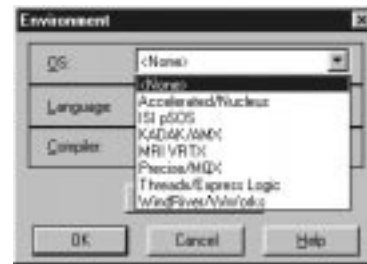 Environment
OS:
<None>
<None>
Accelerated/Nucleus
ISI pSOS
KADAK/AMX
MRI VRTX
Precise/MQX
Threads/Express Logic
WindRiver/VxWorks
Language
Compiler
OK
Cancel
Help